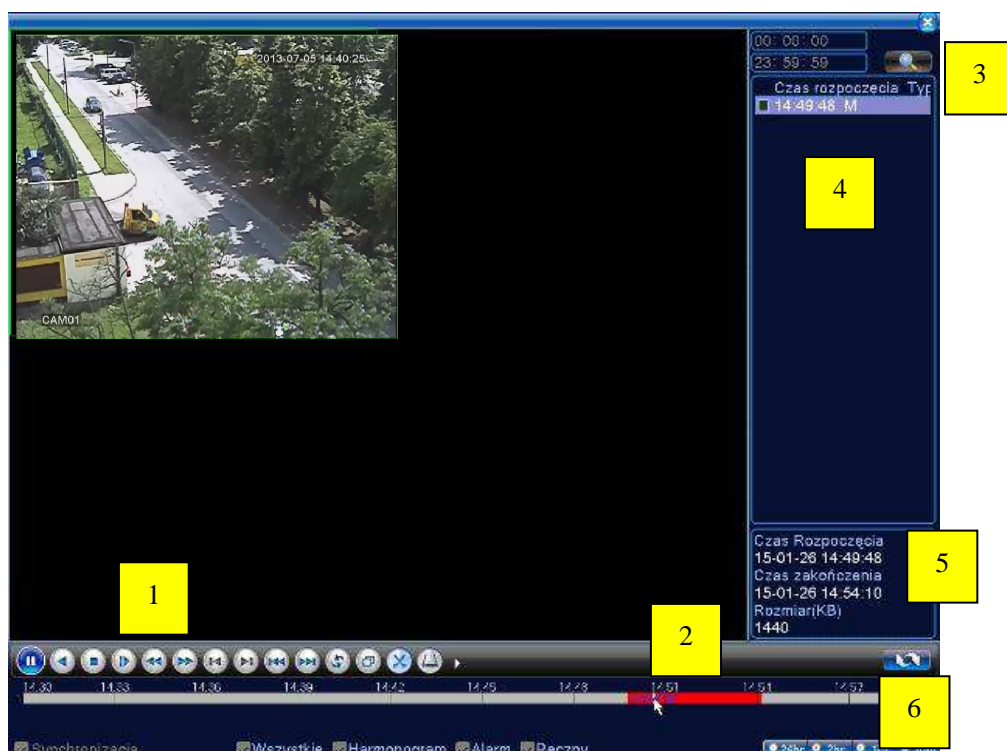 00:00:00
23:59:59
3
2013-07-05 14:40:25
Czas rozpoczęcia Typ
14:49:48 M
4
CAM01
Czas Rozpoczęcia
15-01-26 14:49:48
Czas zakończenia
15-01-26 14:54:10
Rozmiar(KB)
1440
5
1
2
14:30 14:33 14:36 14:39 14:42 14:45 14:48 14:51 14:57
6
Synchronizacja Wszystkie Harmonogram Alarm Ręczny 24hr 2hr